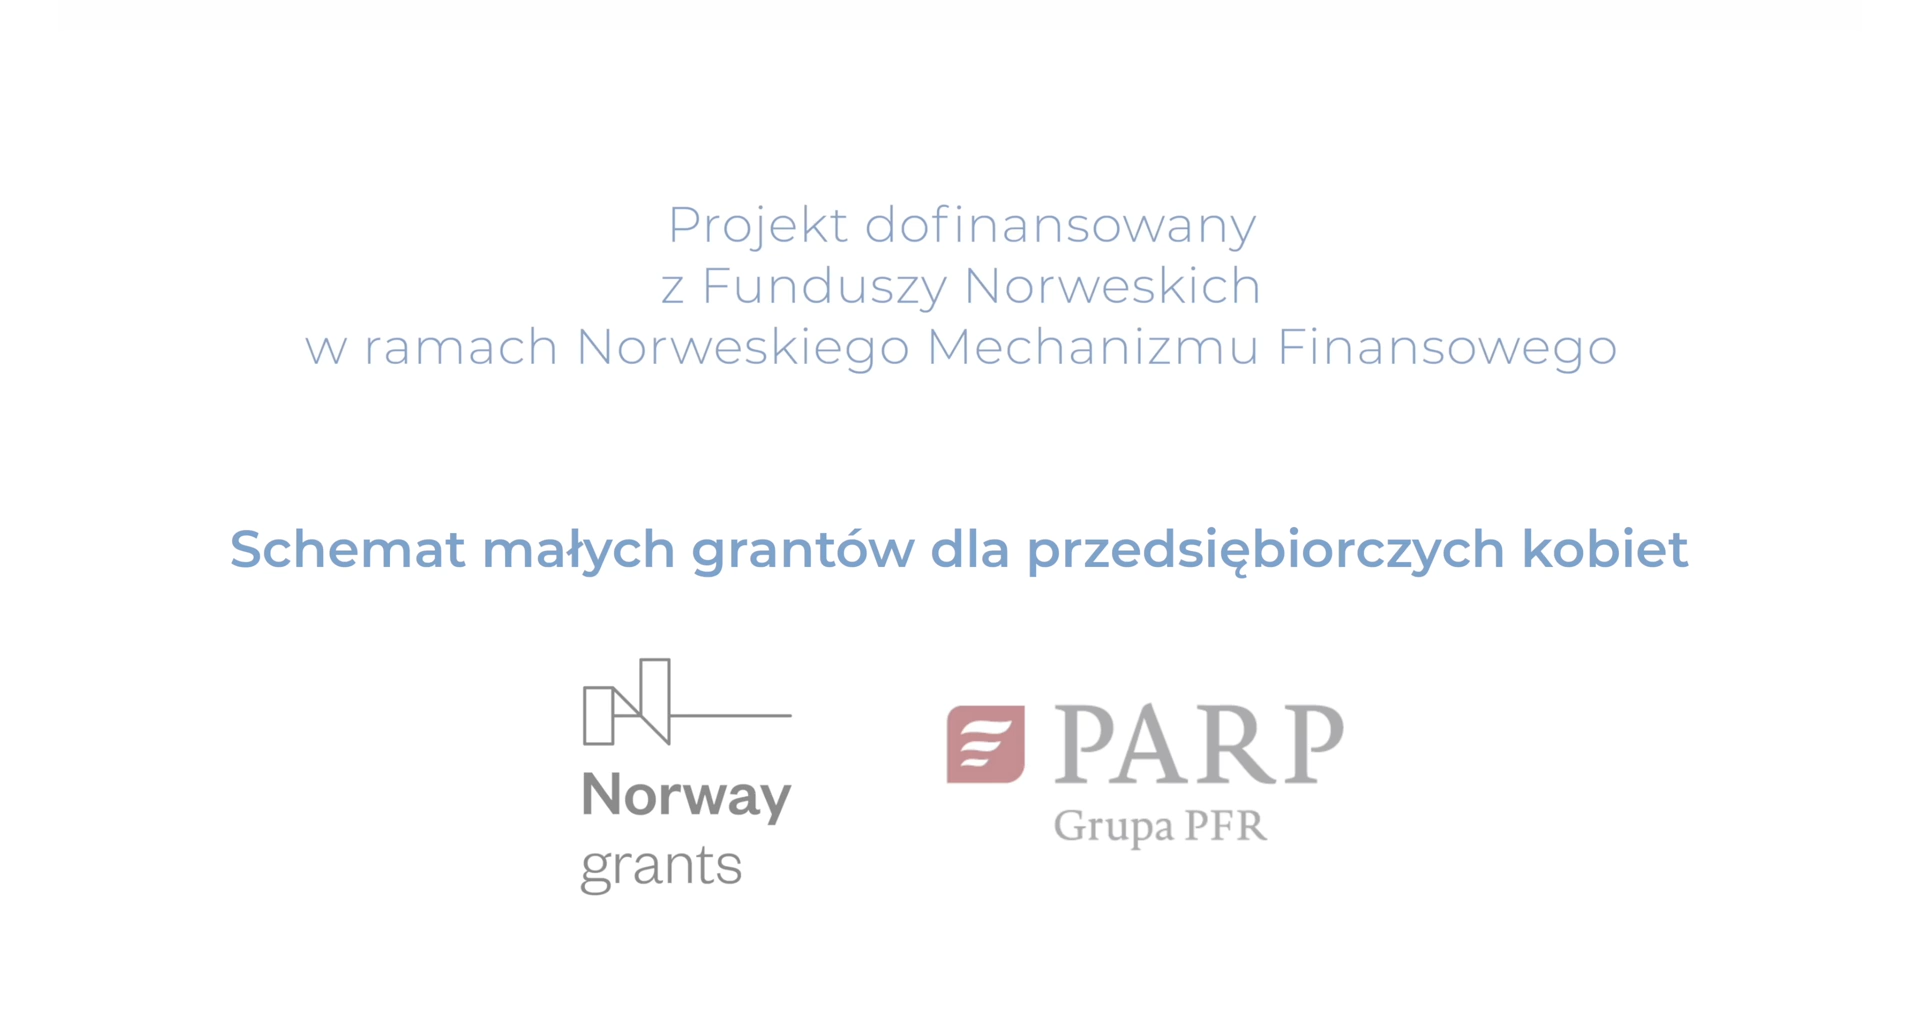 Projekt dofinansowany
z Funduszy Norweskich
w ramach Norweskiego Mechanizmu Finansowego
Schemat małych grantów dla przedsiębiorczych kobiet
Norway
grants
PARP
Grupa PFR